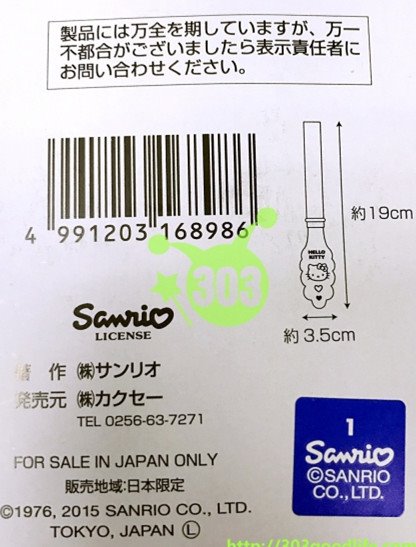 製品には万全を期していますが、万一
不都合がございましたら表示責任者に
お問い合わせください。
4 991203 168986
約19cm
HELLO
KITTY
303
約3.5cm
Sanrio
LICENSE
著 作 ㈱サンリオ
発売元 ㈱カクセー
TEL 0256-63-7271
1
Sanrio
©SANRIO
CO., LTD.
FOR SALE IN JAPAN ONLY
販売地域:日本限定
©1976, 2015 SANRIO CO., LTD.
TOKYO, JAPAN Ⓛ